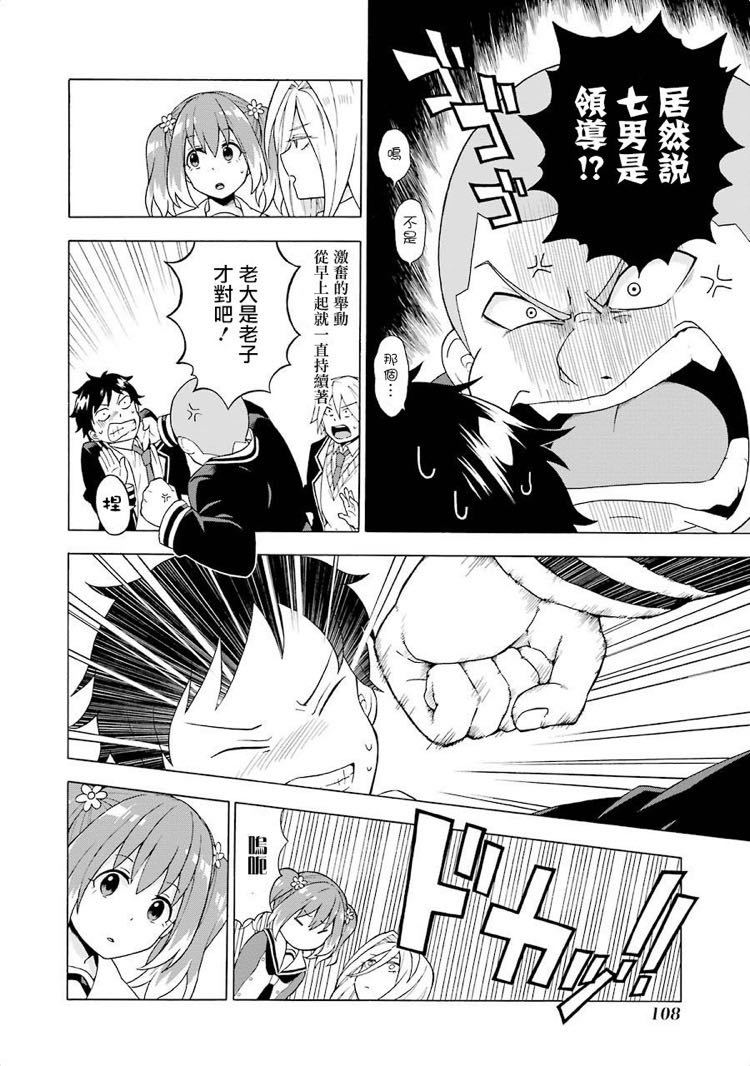 居然說
七男是
領導!?
ゴゴゴゴ
嗚
不是
那個…
激奮的舉動
從早上起就一直持續著
老大是老子
才對吧!
捏
ドカッ!!
嗚呃
108